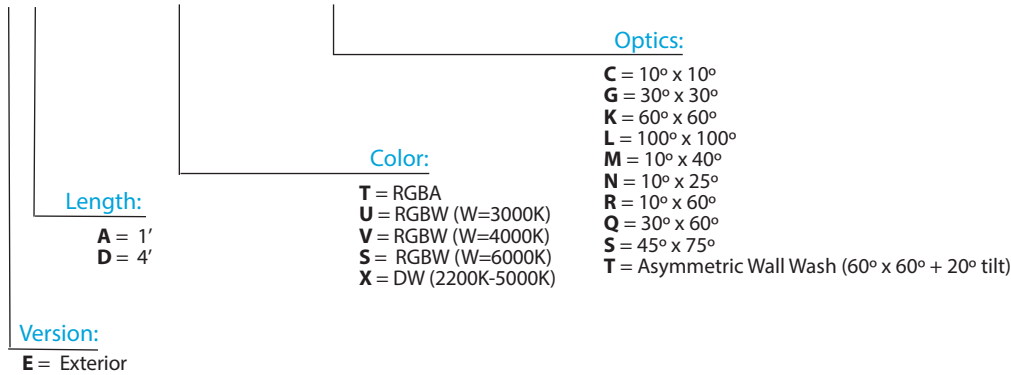 Optics:
C = 10º x 10º
G = 30º x 30º
K = 60º x 60º
L = 100º x 100º
M = 10º x 40º
N = 10º x 25º
R = 10º x 60º
Q = 30º x 60º
S = 45º x 75º
T = Asymmetric Wall Wash (60º x 60º + 20º tilt)
Color:
T = RGBA
U = RGBW (W=3000K)
V = RGBW (W=4000K)
S = RGBW (W=6000K)
X = DW (2200K-5000K)
Length:
A = 1′
D = 4′
Version:
E = Exterior